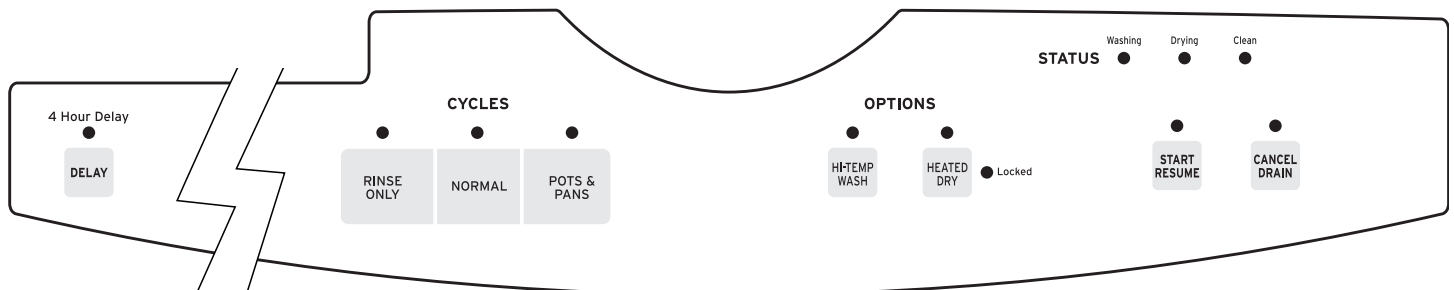 4 Hour Delay
DELAY
CYCLES
RINSE
ONLY
NORMAL
POTS &
PANS
OPTIONS
HI-TEMP
WASH
HEATED
DRY
Locked
STATUS
Washing
Drying
Clean
START
RESUME
CANCEL
DRAIN